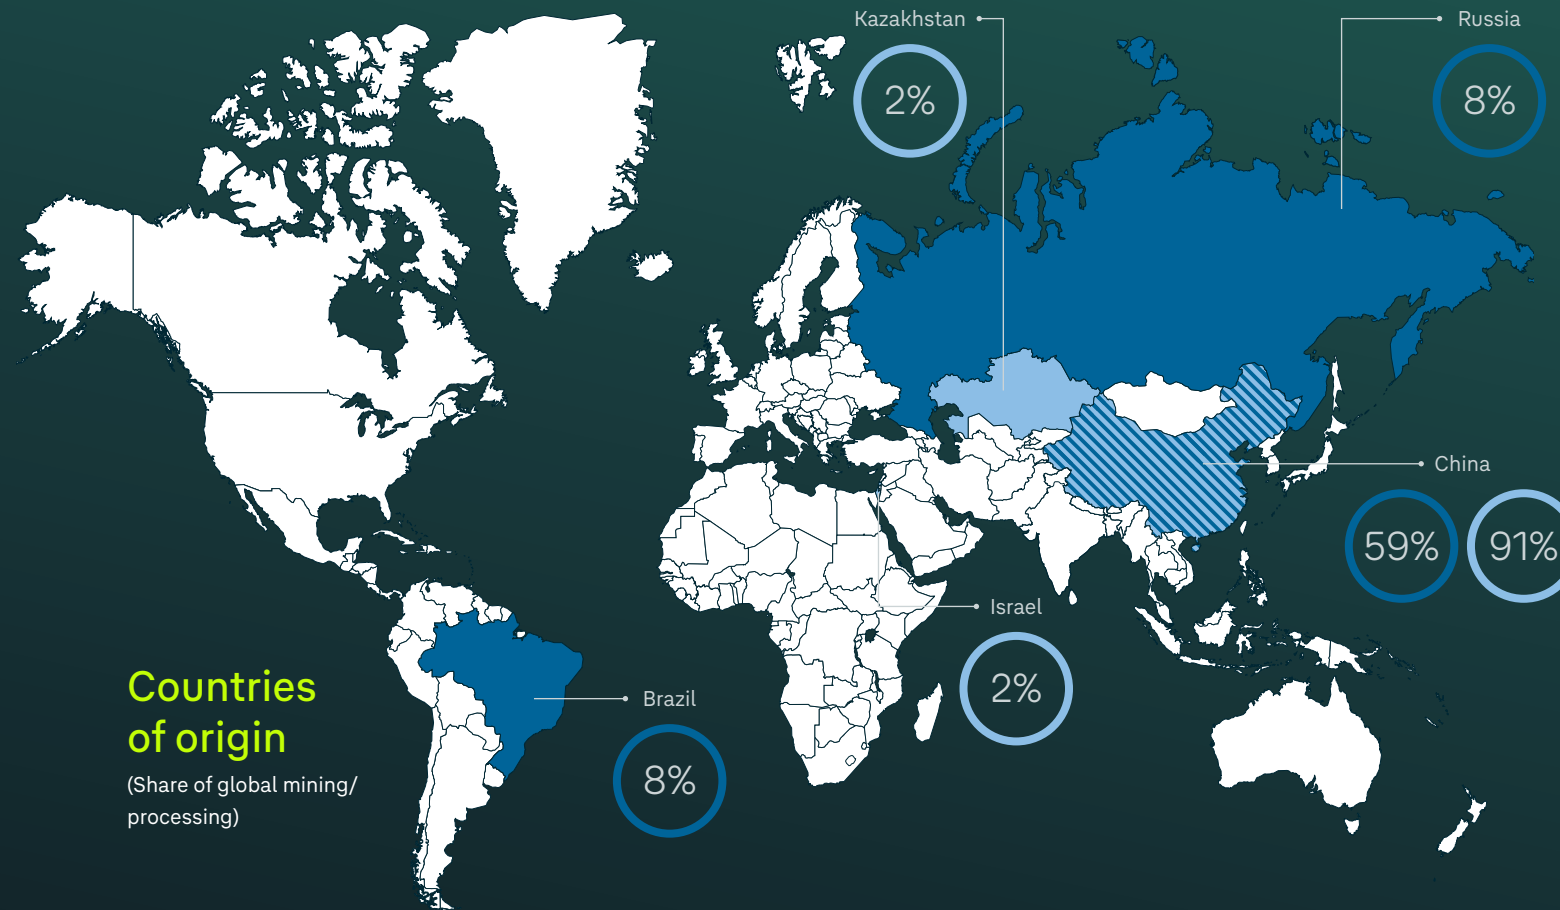 Kazakhstan
2%
Russia
8%
China
59%
91%
Israel
2%
Brazil
8%
Countries
of origin
(Share of global mining/
processing)